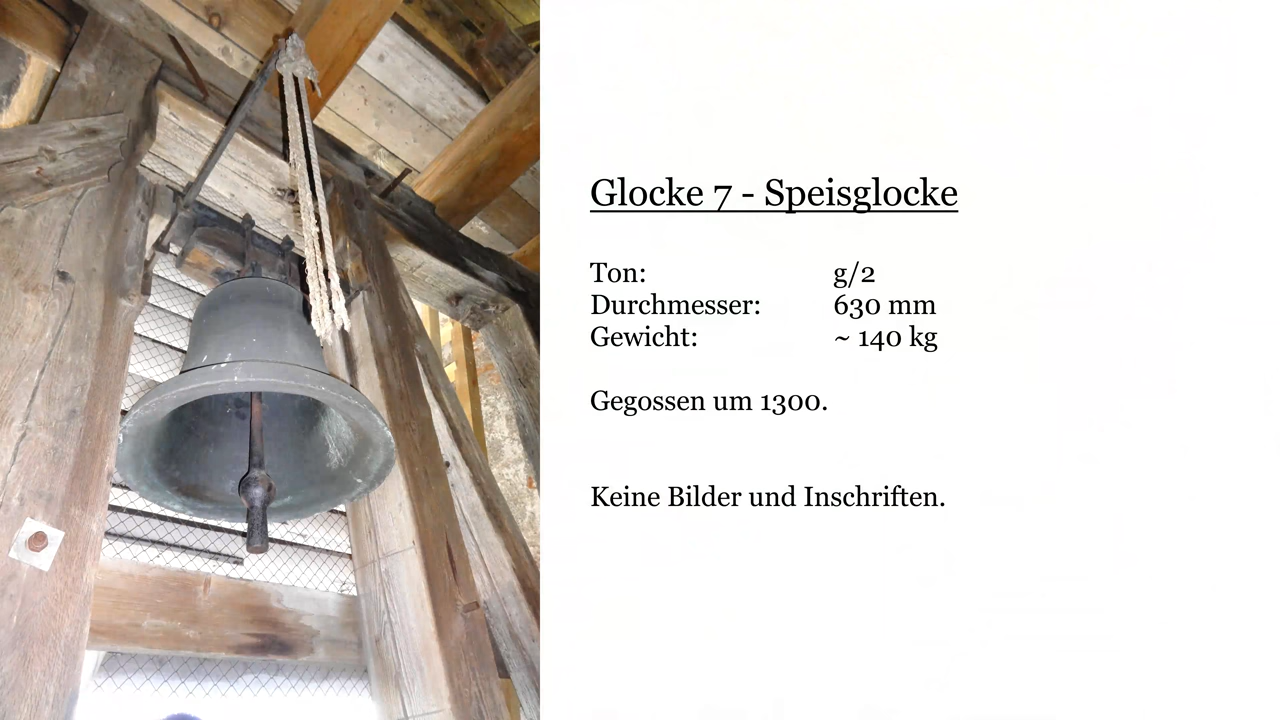 Glocke 7 - Speisglocke
Ton: g/2
Durchmesser: 630 mm
Gewicht: ~ 140 kg
Gegossen um 1300.
Keine Bilder und Inschriften.